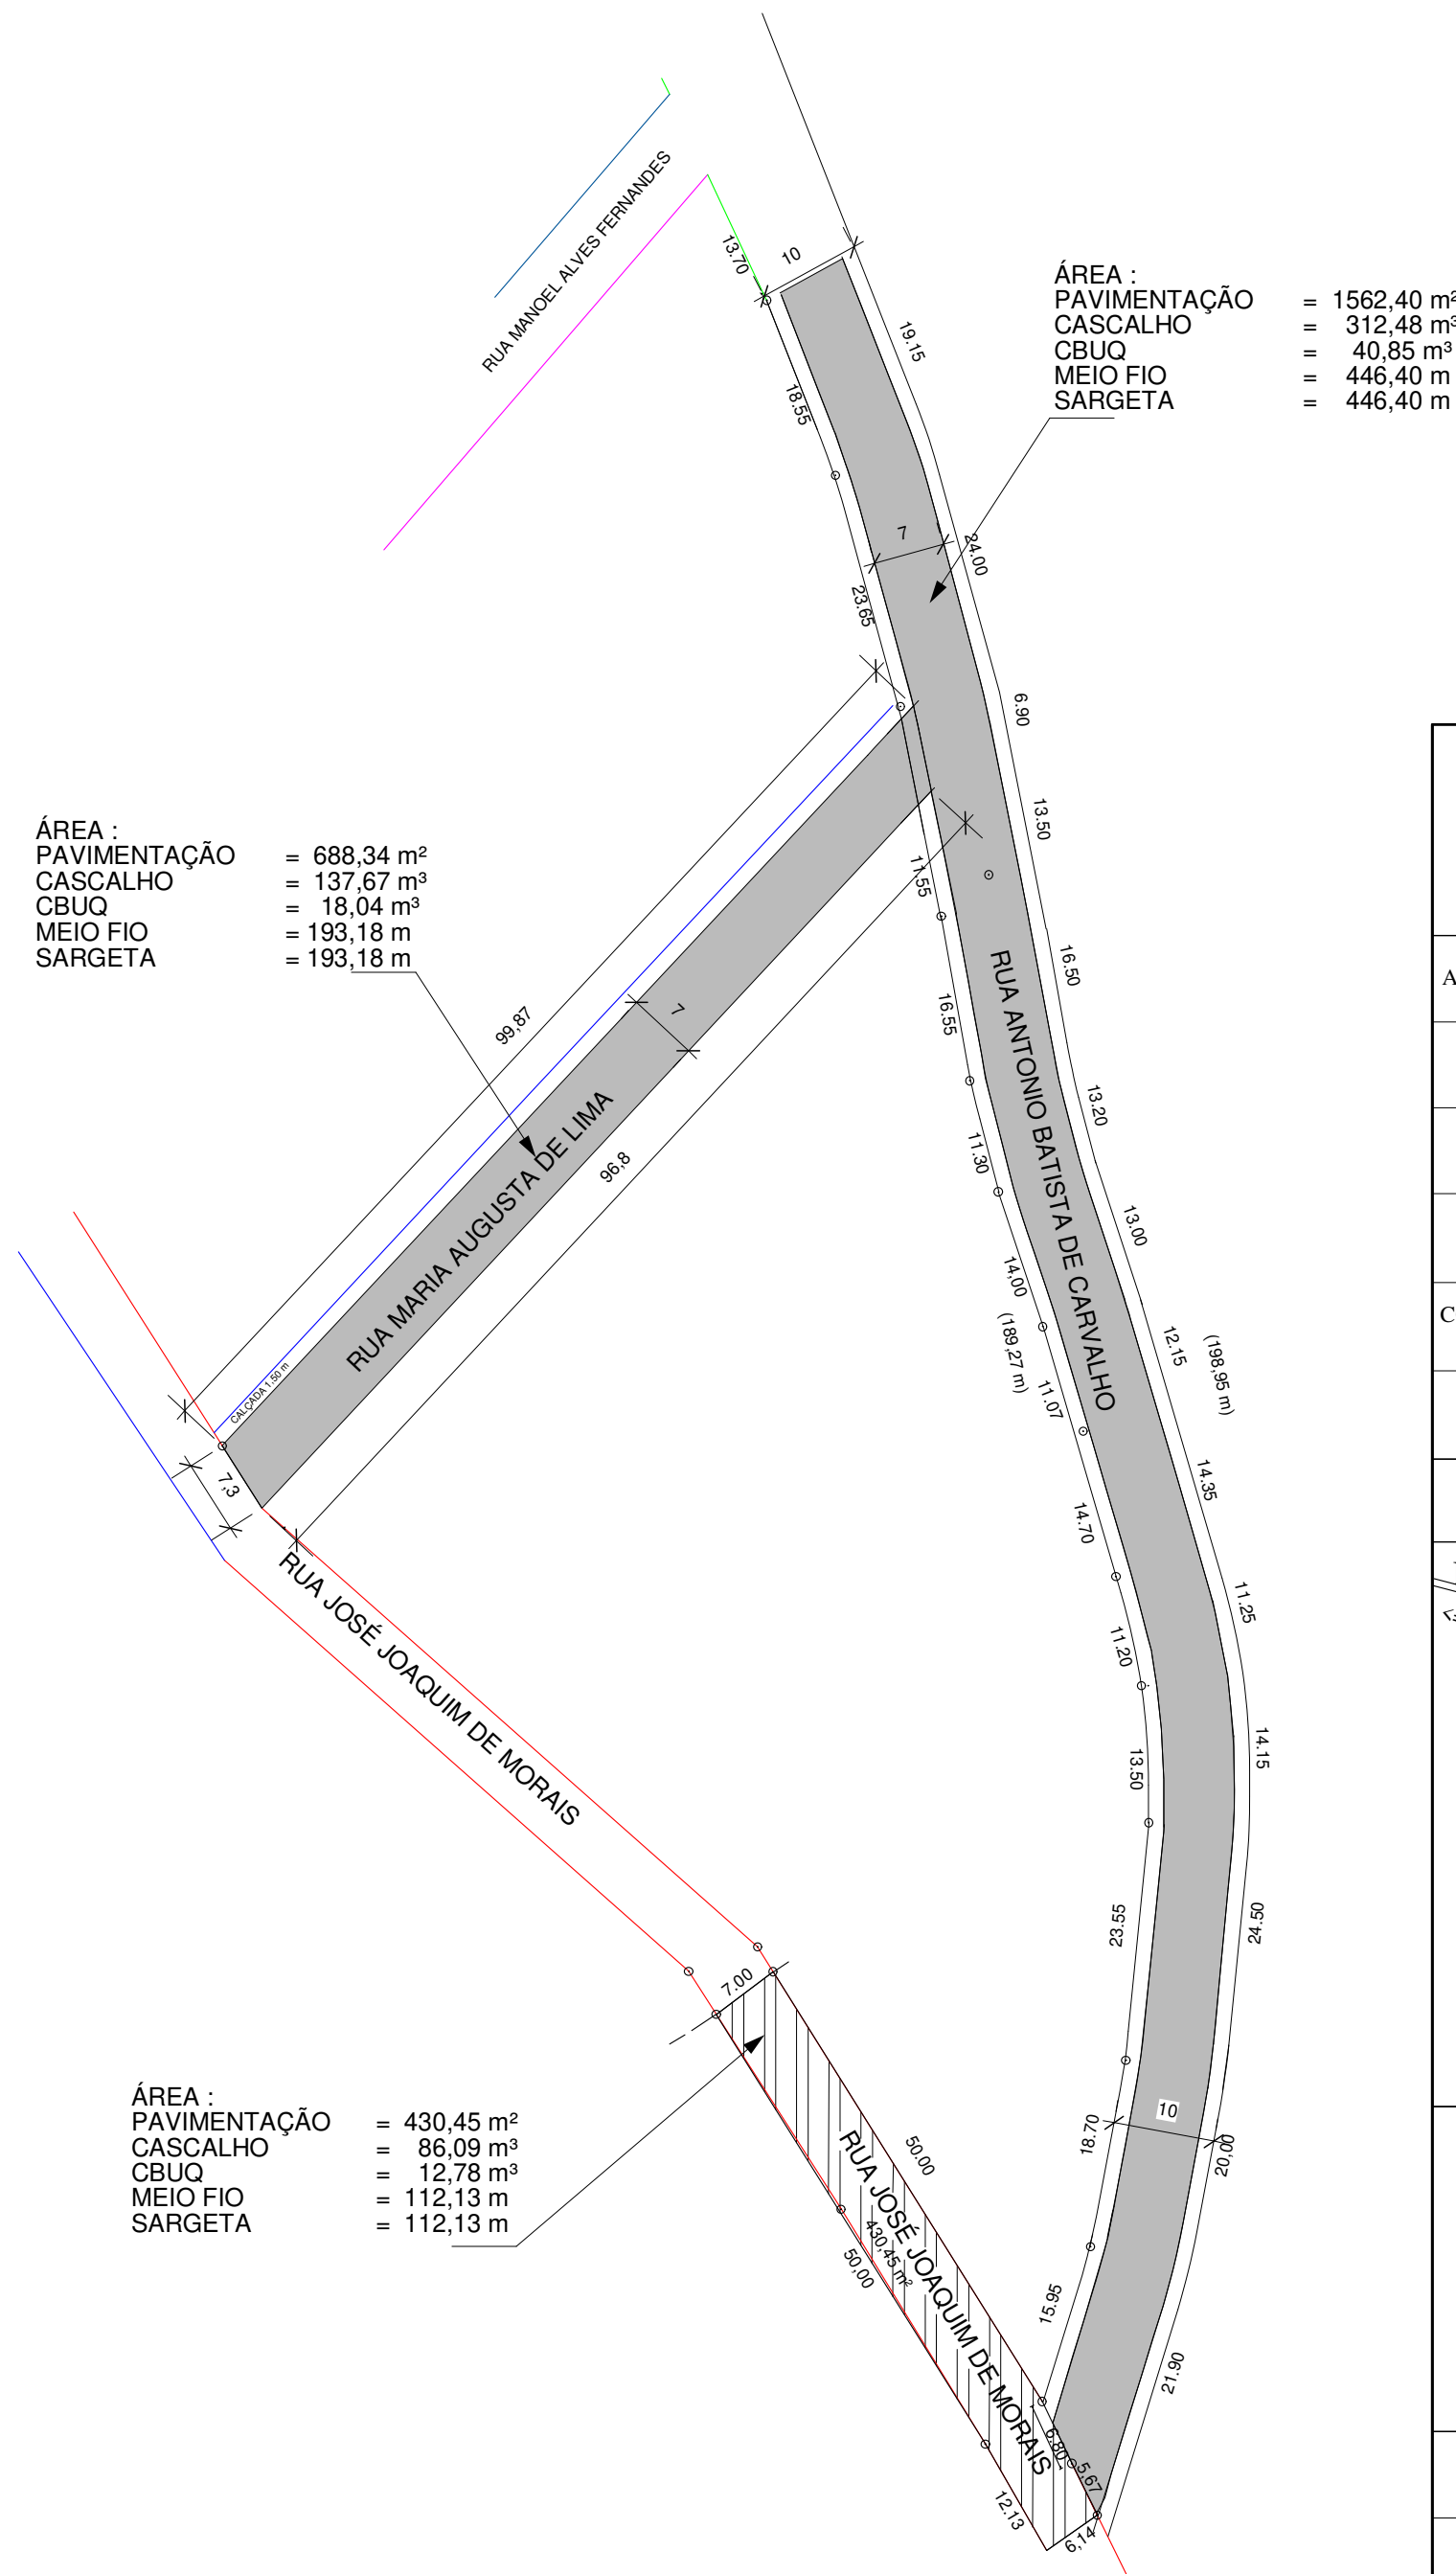 RUA MANOEL ALVES FERNANDES
13.70
10
19.15
18.55
ÁREA :
PAVIMENTAÇÃO = 1562,40 m²
CASCALHO = 312,48 m³
CBUQ = 40,85 m³
MEIO FIO = 446,40 m
SARGETA = 446,40 m
7
24.00
23.65
6.90
13.50
11.55
16.50
16.55
RUA ANTONIO BATISTA DE CARVALHO
13.20
11.30
13.00
14,00
(189,27 m)
12.15
(198,95 m)
11.07
14.35
14.70
11.25
11.20
14.15
13.50
23.55
24.50
10
18.70
20,00
15.95
21.90
ÁREA :
PAVIMENTAÇÃO = 688,34 m²
CASCALHO = 137,67 m³
CBUQ = 18,04 m³
MEIO FIO = 193,18 m
SARGETA = 193,18 m
99,87
7
96,8
RUA MARIA AUGUSTA DE LIMA
CALÇADA 1,50 m
7,3
RUA JOSÉ JOAQUIM DE MORAIS
7.00
ÁREA :
PAVIMENTAÇÃO = 430,45 m²
CASCALHO = 86,09 m³
CBUQ = 12,78 m³
MEIO FIO = 112,13 m
SARGETA = 112,13 m
50.00
RUA JOSÉ JOAQUIM DE MORAIS
430,45 m²
50,00
6,80
5,67
12.13
6,14
A
C